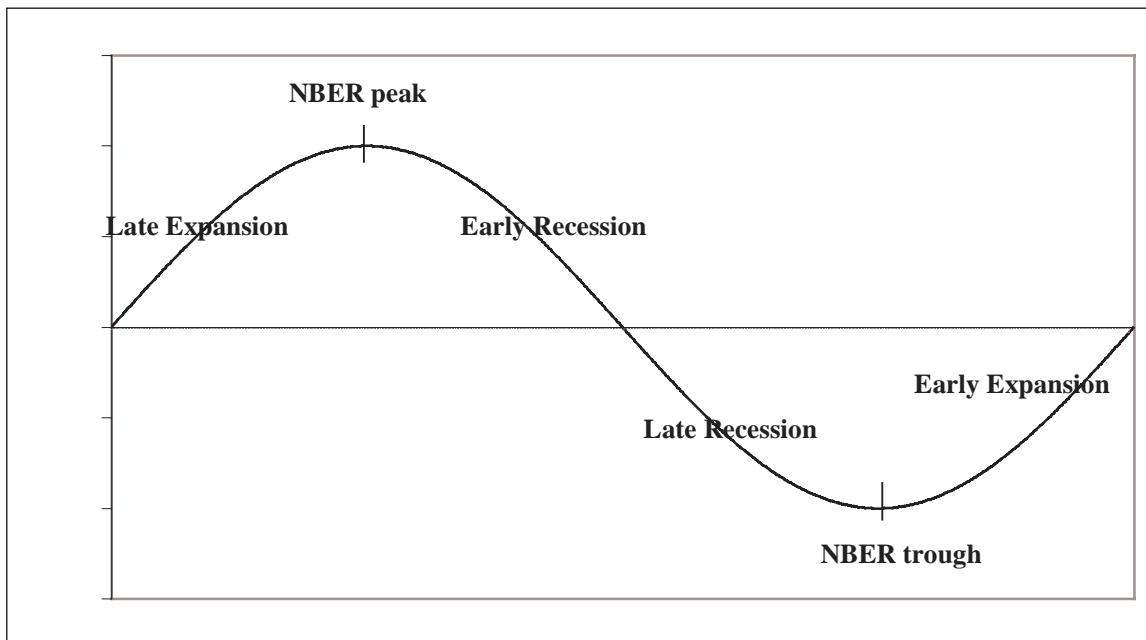 NBER peak
Late Expansion
Early Recession
Early Expansion
Late Recession
NBER trough